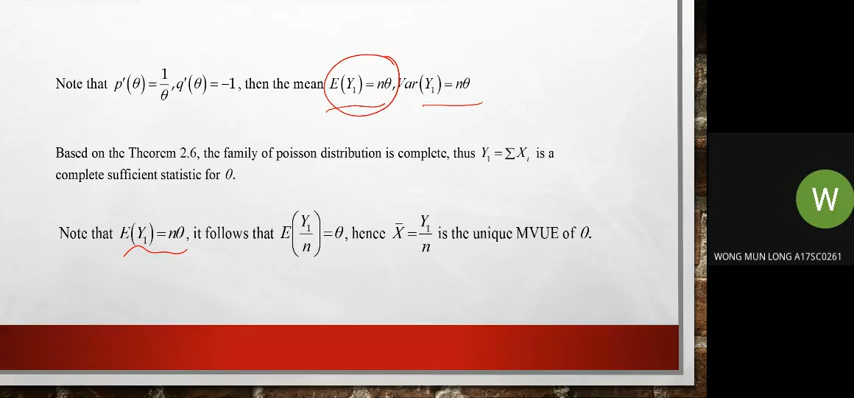 Note that p'(θ) = 1/θ, q'(θ) = −1, then the mean E(Y₁) = nθ, Var(Y₁) = nθ
Based on the Theorem 2.6, the family of poisson distribution is complete, thus Y₁ = ΣXᵢ is a
complete sufficient statistic for θ.
Note that E(Y₁) = nθ, it follows that E(Y₁/n) = θ, hence X̄ = Y₁/n is the unique MVUE of θ.
W
WONG MUN LONG A17SC0261